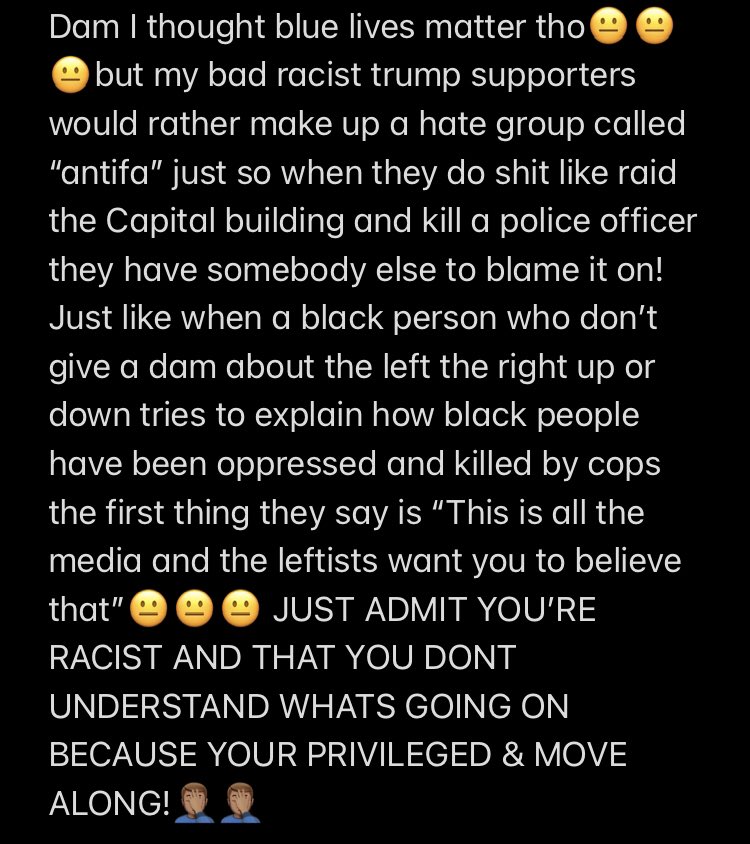 Dam I thought blue lives matter tho😐😐
😐but my bad racist trump supporters
would rather make up a hate group called
“antifa” just so when they do shit like raid
the Capital building and kill a police officer
they have somebody else to blame it on!
Just like when a black person who don’t
give a dam about the left the right up or
down tries to explain how black people
have been oppressed and killed by cops
the first thing they say is “This is all the
media and the leftists want you to believe
that”😐😐😐 JUST ADMIT YOU’RE
RACIST AND THAT YOU DONT
UNDERSTAND WHATS GOING ON
BECAUSE YOUR PRIVILEGED & MOVE
ALONG!🤦🏽‍♂️🤦🏽‍♂️